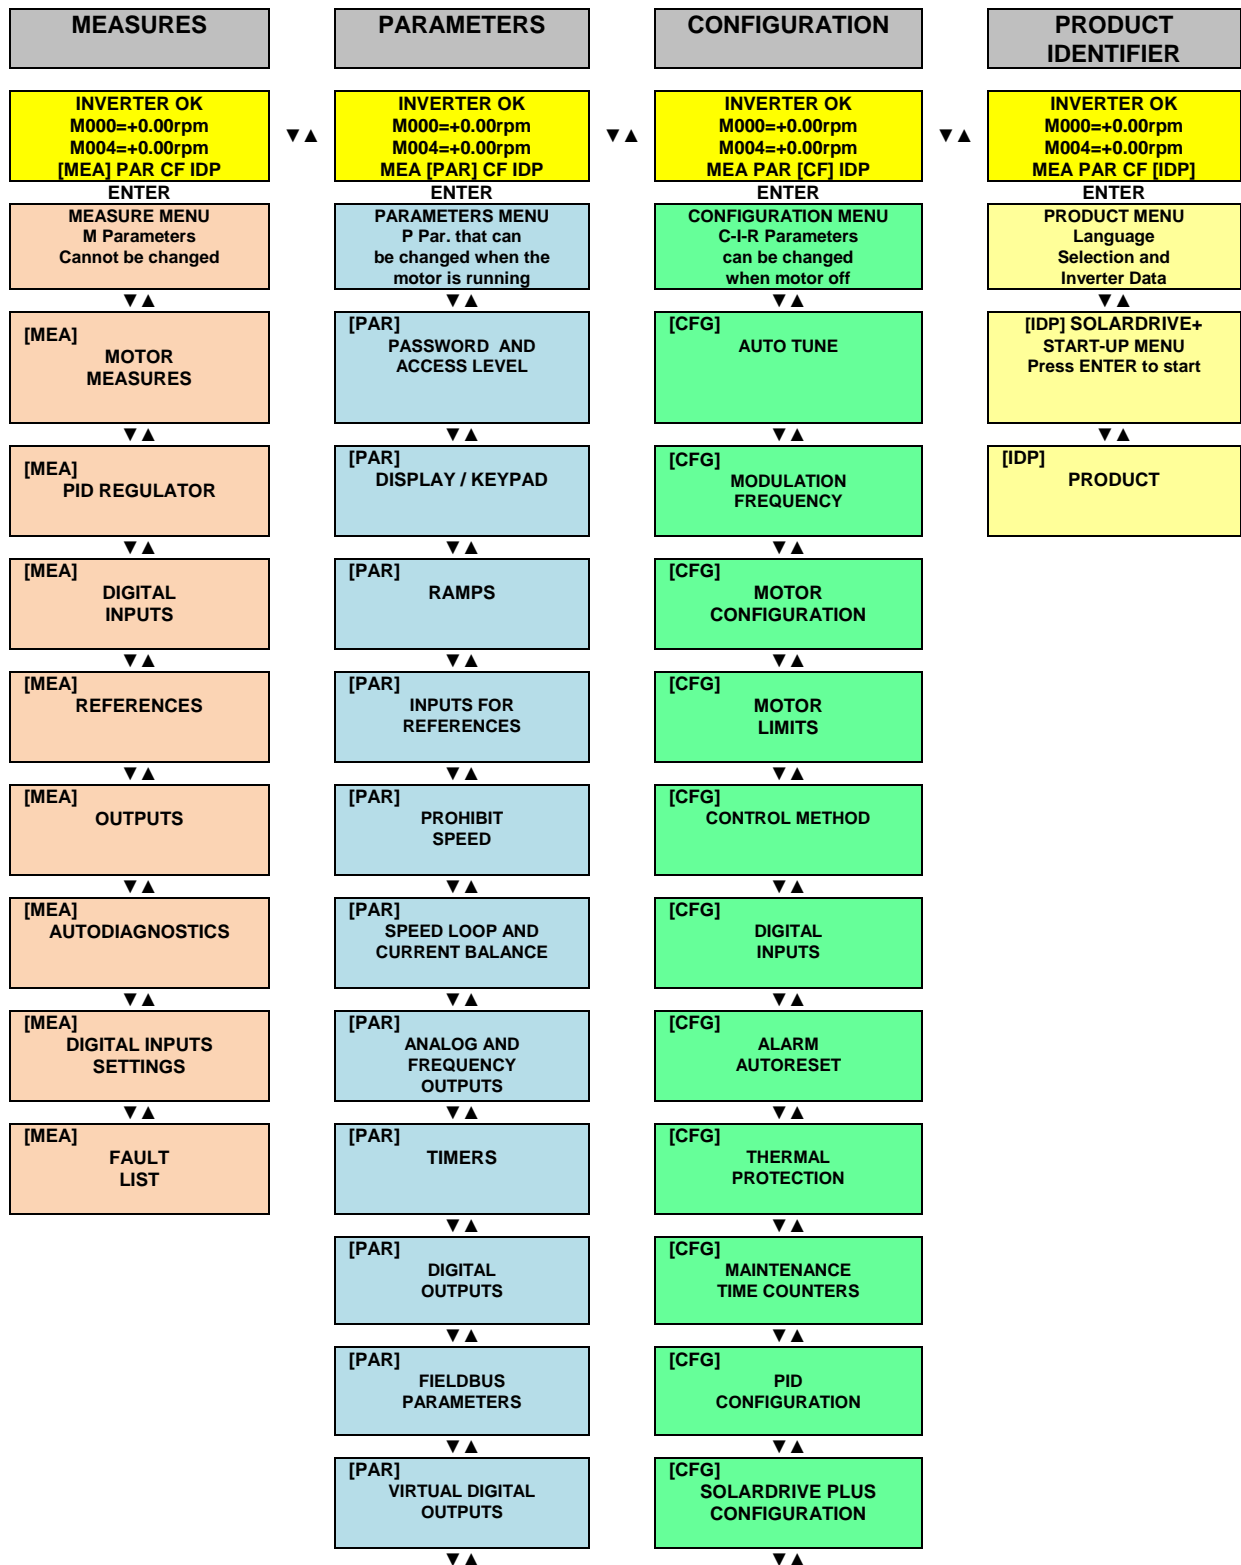 MEASURES
INVERTER OK
M000=+0.00rpm
M004=+0.00rpm
[MEA] PAR CF IDP
ENTER
MEASURE MENU
M Parameters
Cannot be changed
▼▲
[MEA]
MOTOR
MEASURES
▼▲
[MEA]
PID REGULATOR
▼▲
[MEA]
DIGITAL
INPUTS
▼▲
[MEA]
REFERENCES
▼▲
[MEA]
OUTPUTS
▼▲
[MEA]
AUTODIAGNOSTICS
▼▲
[MEA]
DIGITAL INPUTS
SETTINGS
▼▲
[MEA]
FAULT
LIST
▼▲
PARAMETERS
INVERTER OK
M000=+0.00rpm
M004=+0.00rpm
MEA [PAR] CF IDP
ENTER
PARAMETERS MENU
P Par. that can
be changed when the
motor is running
▼▲
[PAR]
PASSWORD AND
ACCESS LEVEL
▼▲
[PAR]
DISPLAY / KEYPAD
▼▲
[PAR]
RAMPS
▼▲
[PAR]
INPUTS FOR
REFERENCES
▼▲
[PAR]
PROHIBIT
SPEED
▼▲
[PAR]
SPEED LOOP AND
CURRENT BALANCE
▼▲
[PAR]
ANALOG AND
FREQUENCY
OUTPUTS
▼▲
[PAR]
TIMERS
▼▲
[PAR]
DIGITAL
OUTPUTS
▼▲
[PAR]
FIELDBUS
PARAMETERS
▼▲
[PAR]
VIRTUAL DIGITAL
OUTPUTS
▼▲
▼▲
CONFIGURATION
INVERTER OK
M000=+0.00rpm
M004=+0.00rpm
MEA PAR [CF] IDP
ENTER
CONFIGURATION MENU
C-I-R Parameters
can be changed
when motor off
▼▲
[CFG]
AUTO TUNE
▼▲
[CFG]
MODULATION
FREQUENCY
▼▲
[CFG]
MOTOR
CONFIGURATION
▼▲
[CFG]
MOTOR
LIMITS
▼▲
[CFG]
CONTROL METHOD
▼▲
[CFG]
DIGITAL
INPUTS
▼▲
[CFG]
ALARM
AUTORESET
▼▲
[CFG]
THERMAL
PROTECTION
▼▲
[CFG]
MAINTENANCE
TIME COUNTERS
▼▲
[CFG]
PID
CONFIGURATION
▼▲
[CFG]
SOLARDRIVE PLUS
CONFIGURATION
▼▲
▼▲
PRODUCT
IDENTIFIER
INVERTER OK
M000=+0.00rpm
M004=+0.00rpm
MEA PAR CF [IDP]
ENTER
PRODUCT MENU
Language
Selection and
Inverter Data
▼▲
[IDP] SOLARDRIVE+
START-UP MENU
Press ENTER to start
▼▲
[IDP]
PRODUCT